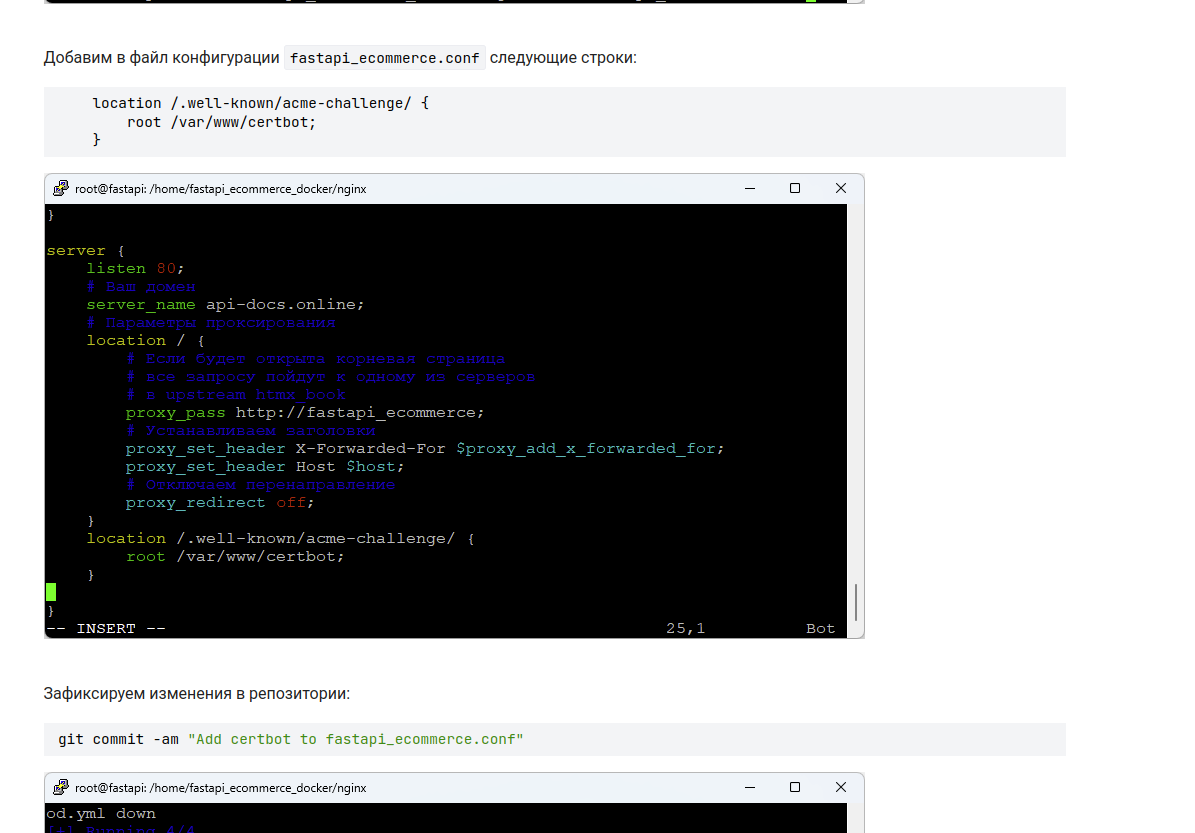 Добавим в файл конфигурации fastapi_ecommerce.conf следующие строки:
location /.well-known/acme-challenge/ {
root /var/www/certbot;
}
root@fastapi: /home/fastapi_ecommerce_docker/nginx
}
server {
listen 80;
# Ваш домен
server_name api-docs.online;
# Параметры проксирования
location / {
# Если будет открыта корневая страница
# все запросу пойдут к одному из серверов
# в upstream htmx_book
proxy_pass http://fastapi_ecommerce;
# Устанавливаем заголовки
proxy_set_header X-Forwarded-For $proxy_add_x_forwarded_for;
proxy_set_header Host $host;
# Отключаем перенаправление
proxy_redirect off;
}
location /.well-known/acme-challenge/ {
root /var/www/certbot;
}
}
-- INSERT -- 25,1 Bot
Зафиксируем изменения в репозитории:
git commit -am "Add certbot to fastapi_ecommerce.conf"
root@fastapi: /home/fastapi_ecommerce_docker/nginx
od.yml down
[+] Running 4/4